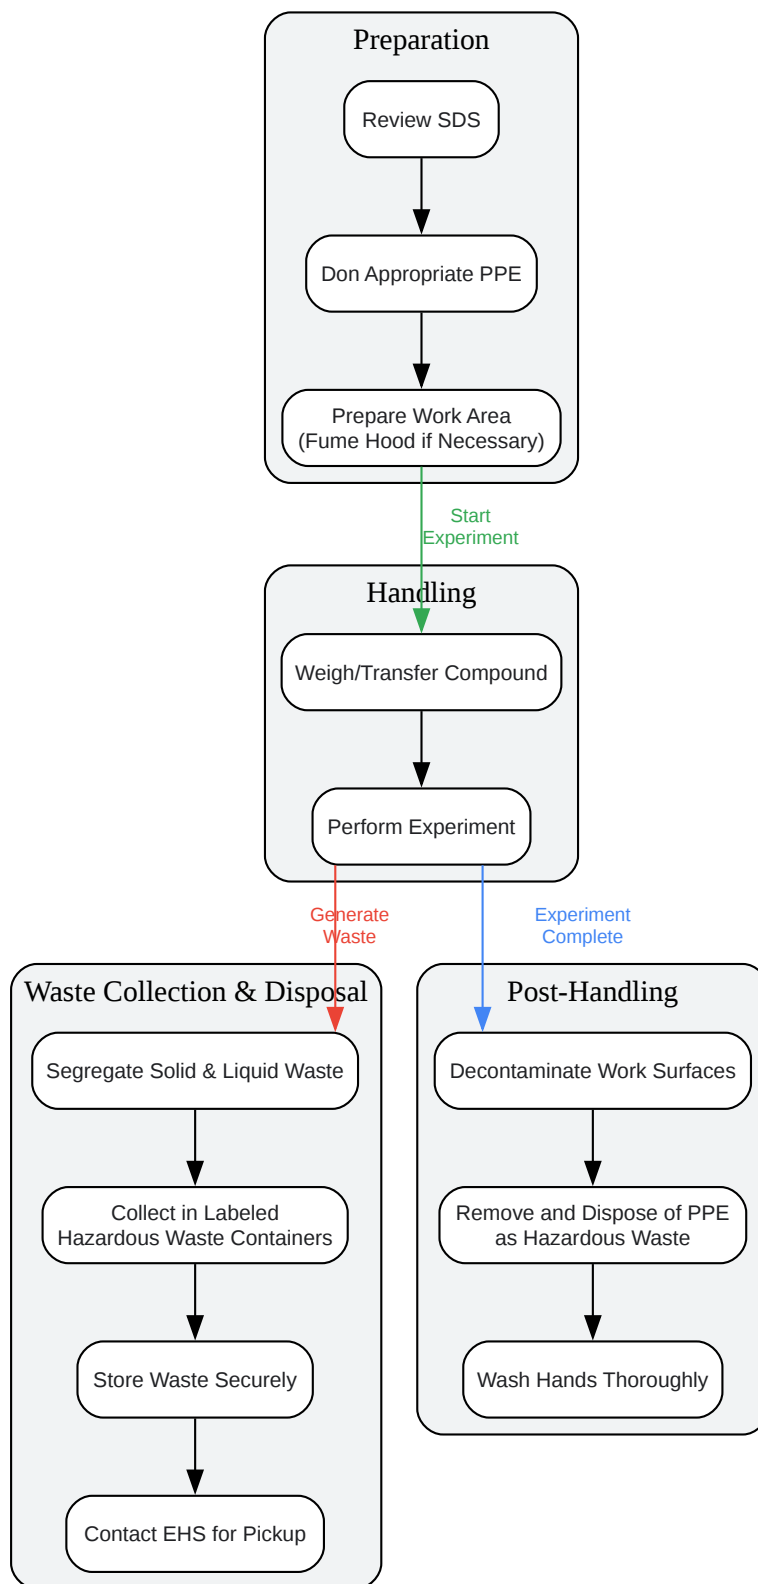 Preparation
Review SDS
Don Appropriate PPE
Prepare Work Area
(Fume Hood if Necessary)
Start
Experiment
Handling
Weigh/Transfer Compound
Perform Experiment
Generate
Waste
Experiment
Complete
Waste Collection & Disposal
Segregate Solid & Liquid Waste
Collect in Labeled
Hazardous Waste Containers
Store Waste Securely
Contact EHS for Pickup
Post-Handling
Decontaminate Work Surfaces
Remove and Dispose of PPE
as Hazardous Waste
Wash Hands Thoroughly